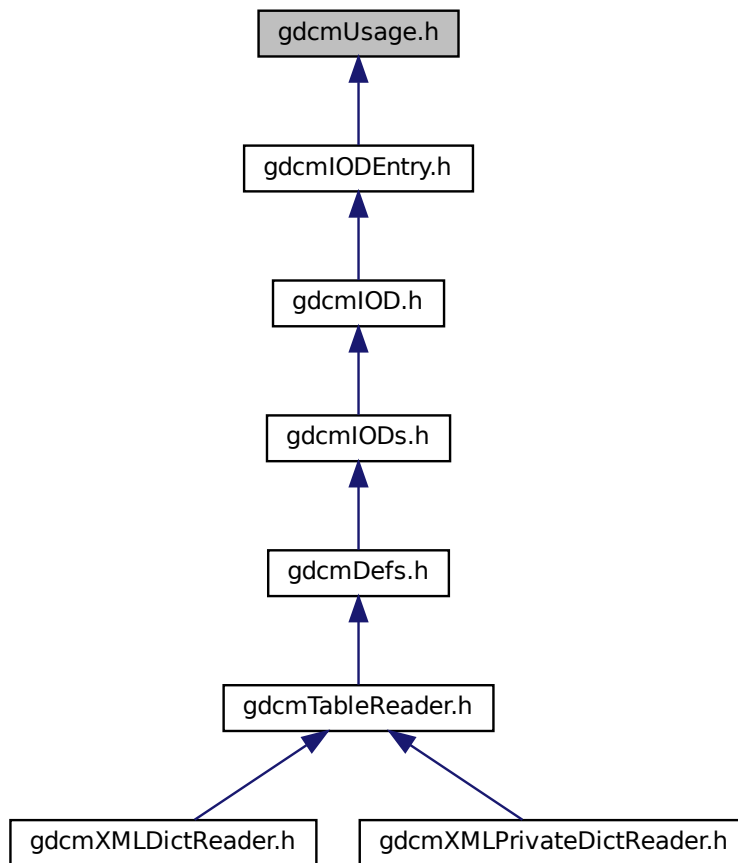 gdcmUsage.h
gdcmIODEntry.h
gdcmIOD.h
gdcmIODs.h
gdcmDefs.h
gdcmTableReader.h
gdcmXMLDictReader.h
gdcmXMLPrivateDictReader.h